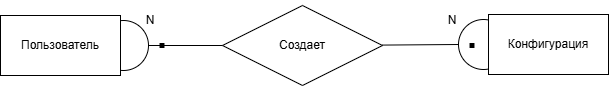 N
N
Пользователь
Создает
Конфигурация